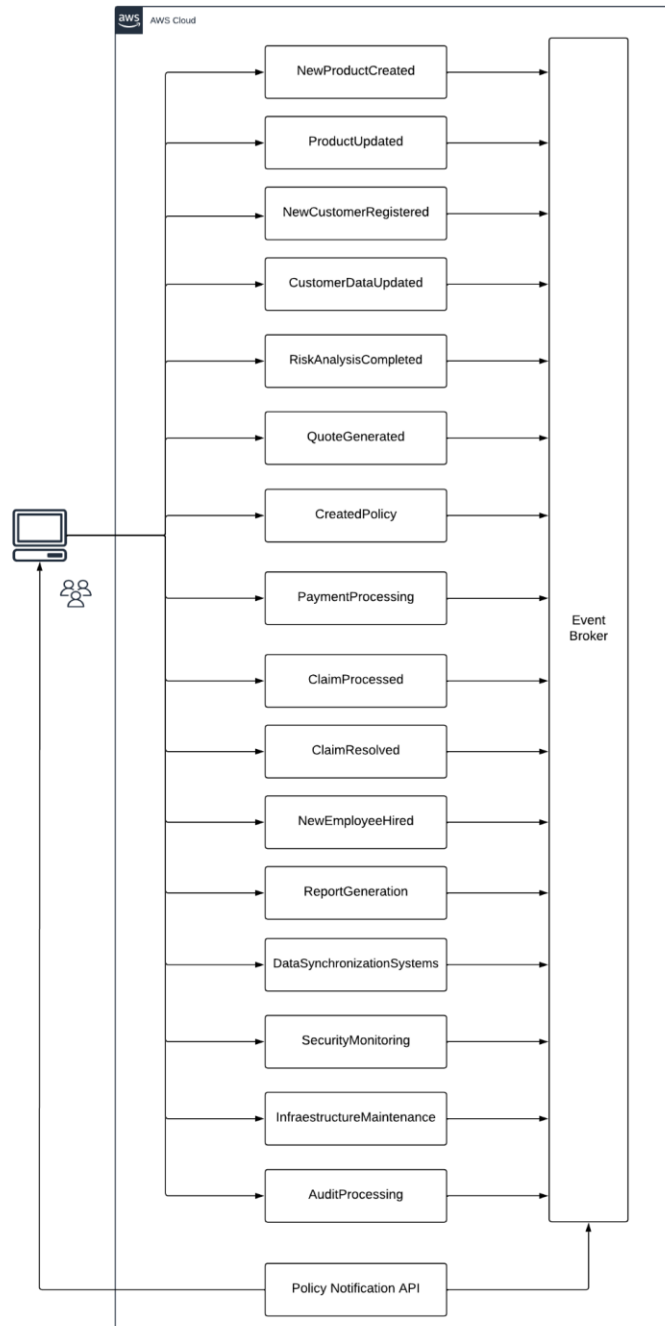 aws
AWS Cloud
NewProductCreated
ProductUpdated
NewCustomerRegistered
CustomerDataUpdated
RiskAnalysisCompleted
QuoteGenerated
CreatedPolicy
PaymentProcessing
Event
Broker
ClaimProcessed
ClaimResolved
NewEmployeeHired
ReportGeneration
DataSynchronizationSystems
SecurityMonitoring
InfraestructureMaintenance
AuditProcessing
Policy Notification API